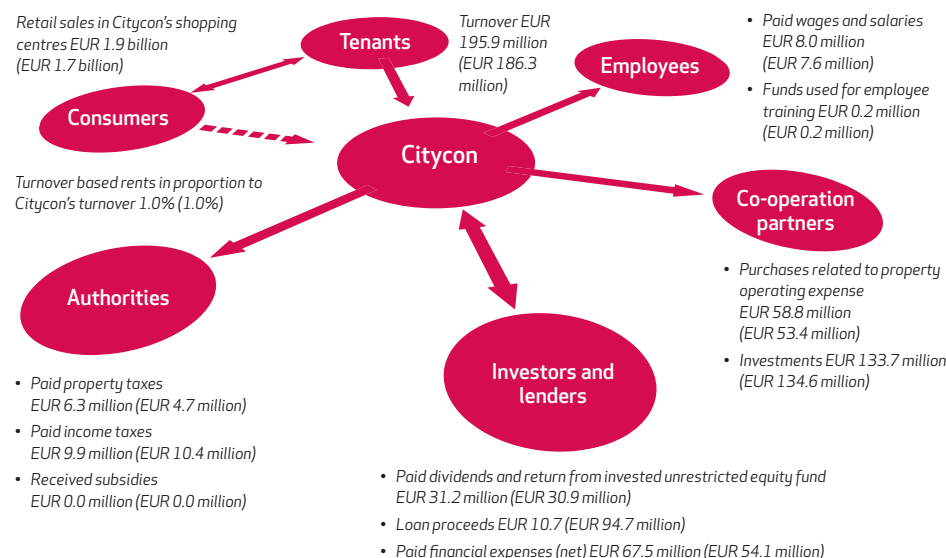 Retail sales in Citycon's shopping
centres EUR 1.9 billion
(EUR 1.7 billion)
Tenants
Turnover EUR
195.9 million
(EUR 186.3
million)
Employees
• Paid wages and salaries
EUR 8.0 million
(EUR 7.6 million)
• Funds used for employee
training EUR 0.2 million
(EUR 0.2 million)
Consumers
Citycon
Turnover based rents in proportion to
Citycon's turnover 1.0% (1.0%)
Co-operation
partners
• Purchases related to property
operating expense
EUR 58.8 million
(EUR 53.4 million)
• Investments EUR 133.7 million
(EUR 134.6 million)
Authorities
• Paid property taxes
EUR 6.3 million (EUR 4.7 million)
• Paid income taxes
EUR 9.9 million (EUR 10.4 million)
• Received subsidies
EUR 0.0 million (EUR 0.0 million)
Investors and
lenders
• Paid dividends and return from invested unrestricted equity fund
EUR 31.2 million (EUR 30.9 million)
• Loan proceeds EUR 10.7 (EUR 94.7 million)
• Paid financial expenses (net) EUR 67.5 million (EUR 54.1 million)